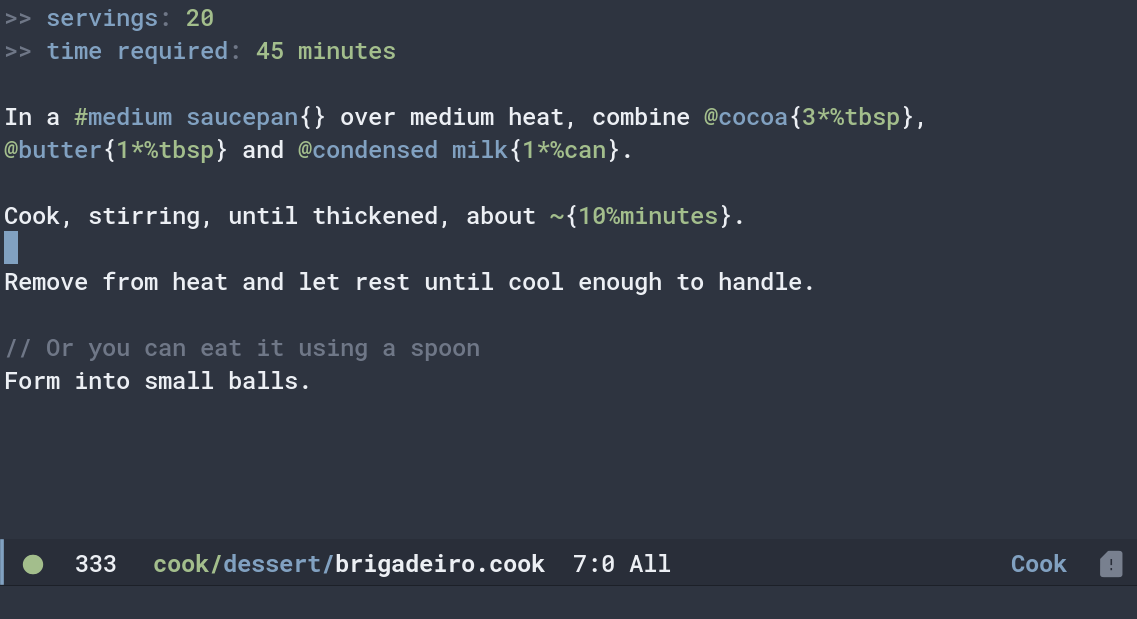 >> servings: 20
>> time required: 45 minutes
In a #medium saucepan{} over medium heat, combine @cocoa{3*%tbsp},
@butter{1*%tbsp} and @condensed milk{1*%can}.
Cook, stirring, until thickened, about ~{10%minutes}.
Remove from heat and let rest until cool enough to handle.
// Or you can eat it using a spoon
Form into small balls.
333 cook/dessert/brigadeiro.cook 7:0 All Cook !